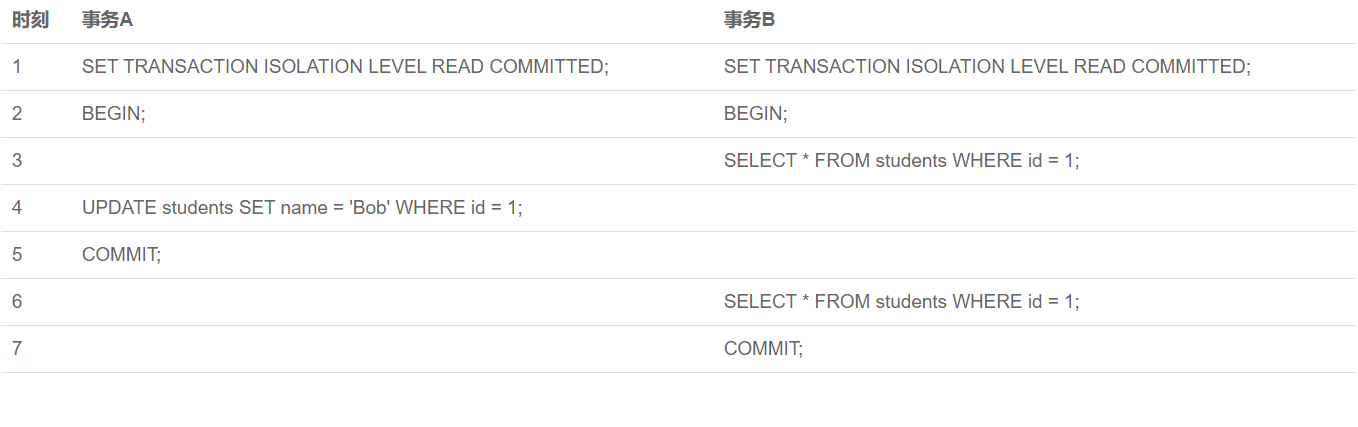 时刻 事务A 事务B
1 SET TRANSACTION ISOLATION LEVEL READ COMMITTED; SET TRANSACTION ISOLATION LEVEL READ COMMITTED;
2 BEGIN; BEGIN;
3 SELECT * FROM students WHERE id = 1;
4 UPDATE students SET name = 'Bob' WHERE id = 1;
5 COMMIT;
6 SELECT * FROM students WHERE id = 1;
7 COMMIT;